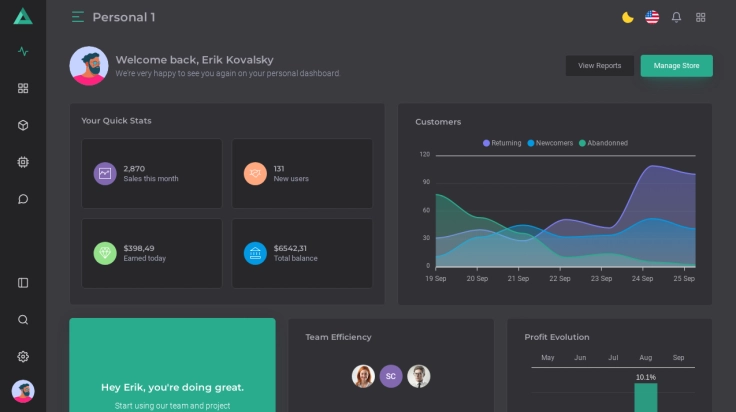 Personal 1
Welcome back, Erik Kovalsky
We're very happy to see you again on your personal dashboard.
View Reports
Manage Store
Your Quick Stats
2,870
Sales this month
131
New users
$398,49
Earned today
$6542,31
Total balance
Customers
Returning Newcomers Abandonned
120
90
60
30
0
19 Sep 20 Sep 21 Sep 22 Sep 23 Sep 24 Sep 25 Sep
Hey Erik, you're doing great.
Start using our team and project
Team Efficiency
SC
Profit Evolution
May Jun Jul Aug Sep
10.1%